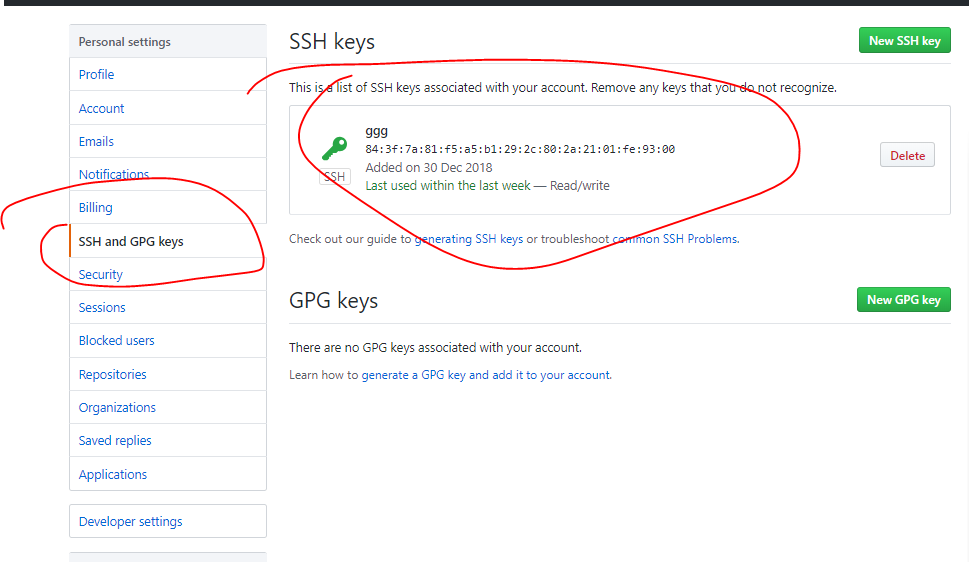 Personal settings
Profile
Account
Emails
Notifications
Billing
SSH and GPG keys
Security
Sessions
Blocked users
Repositories
Organizations
Saved replies
Applications
Developer settings
SSH keys
New SSH key
This is a list of SSH keys associated with your account. Remove any keys that you do not recognize.
ggg
84:3f:7a:81:f5:a5:b1:29:2c:80:2a:21:01:fe:93:00
Added on 30 Dec 2018
Last used within the last week — Read/write
SSH
Delete
Check out our guide to generating SSH keys or troubleshoot common SSH Problems.
GPG keys
New GPG key
There are no GPG keys associated with your account.
Learn how to generate a GPG key and add it to your account.